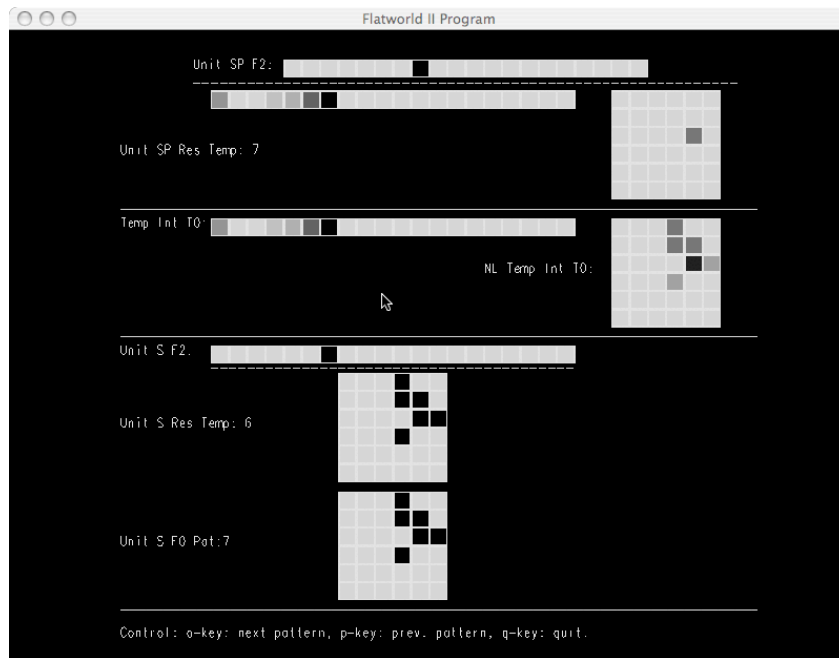 Flatworld II Program
Unit SP F2:
Unit SP Res Temp: 7
Temp Int T0:
NL Temp Int T0:
Unit S F2:
Unit S Res Temp: 6
Unit S F0 Pat:7
Control: o-key: next pattern, p-key: prev. pattern, q-key: quit.